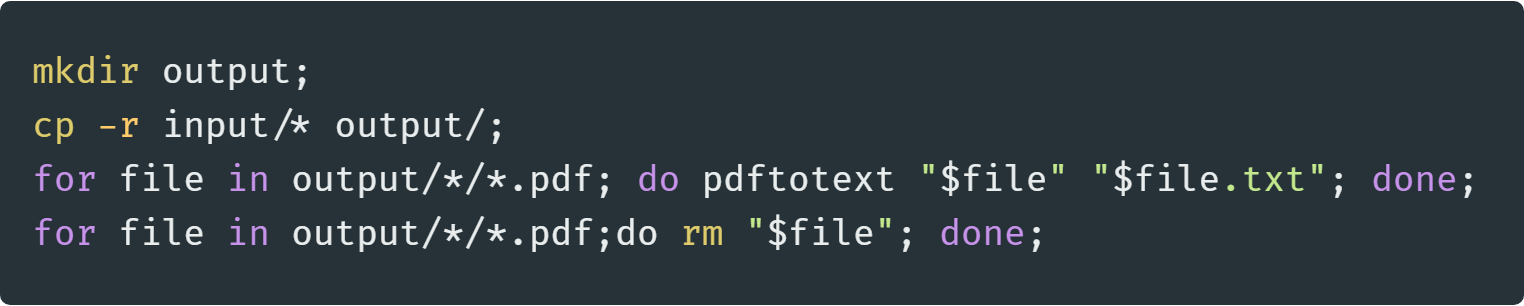 mkdir output;
cp -r input/* output/;
for file in output/*/*.pdf; do pdftotext "$file" "$file.txt"; done;
for file in output/*/*.pdf;do rm "$file"; done;